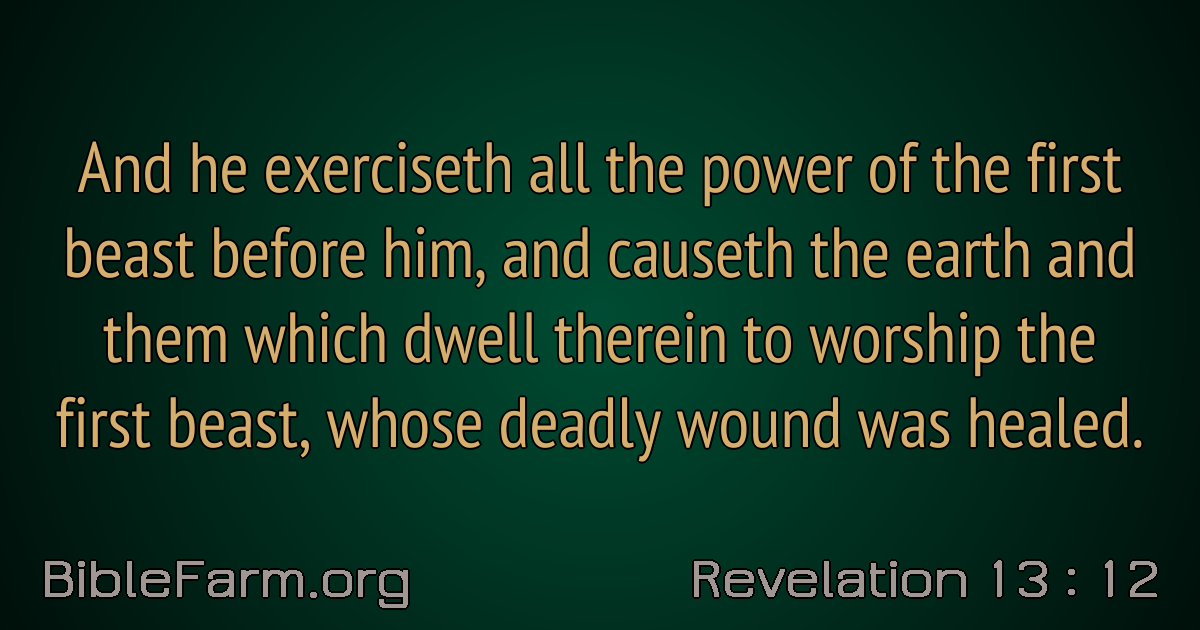 And he exerciseth all the power of the first
beast before him, and causeth the earth and
them which dwell therein to worship the
first beast, whose deadly wound was healed.
BibleFarm.org
Revelation 13 : 12